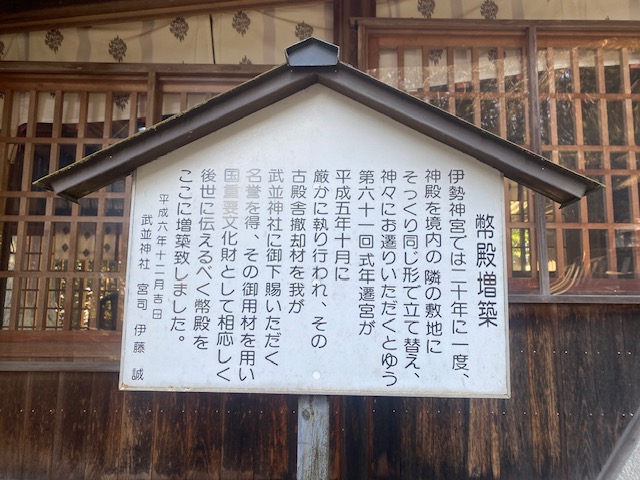 幣殿増築
伊勢神宮では二十年に一度、
神殿を境内の隣の敷地に
そっくり同じ形で立て替え、
神々にお遷りいただくとゆう
第六十一回式年遷宮が
平成五年十月に
厳かに執り行われ、その
古殿舎撤却材を我が
武並神社に御下賜いただく
名誉を得、その御用材を用い
国重要文化財として相応しく
後世に伝えるべく幣殿を
ここに増築致しました。
平成六年十二月吉日
武並神社 宮司 伊藤 誠